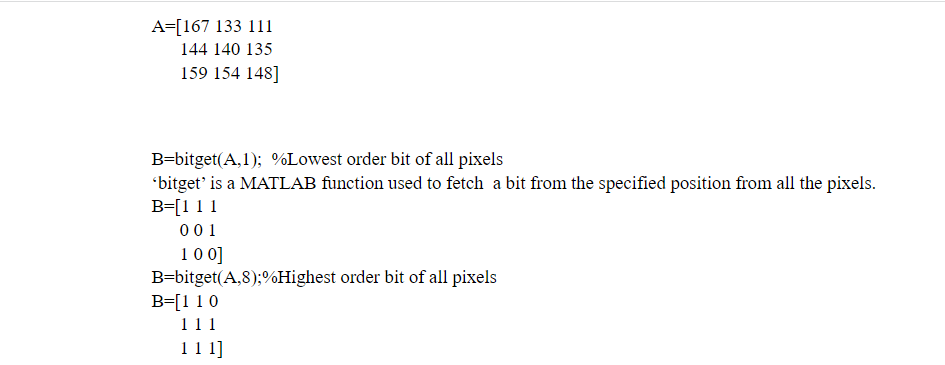 A=[167 133 111
144 140 135
159 154 148]
B=bitget(A,1); %Lowest order bit of all pixels
‘bitget’ is a MATLAB function used to fetch a bit from the specified position from all the pixels.
B=[1 1 1
0 0 1
1 0 0]
B=bitget(A,8);%Highest order bit of all pixels
B=[1 1 0
1 1 1
1 1 1]